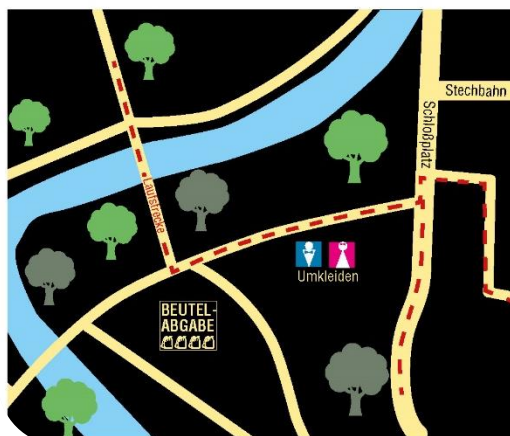 Stechbahn
Schloßplatz
Laufstrecke
Umkleiden
BEUTEL-
ABGABE